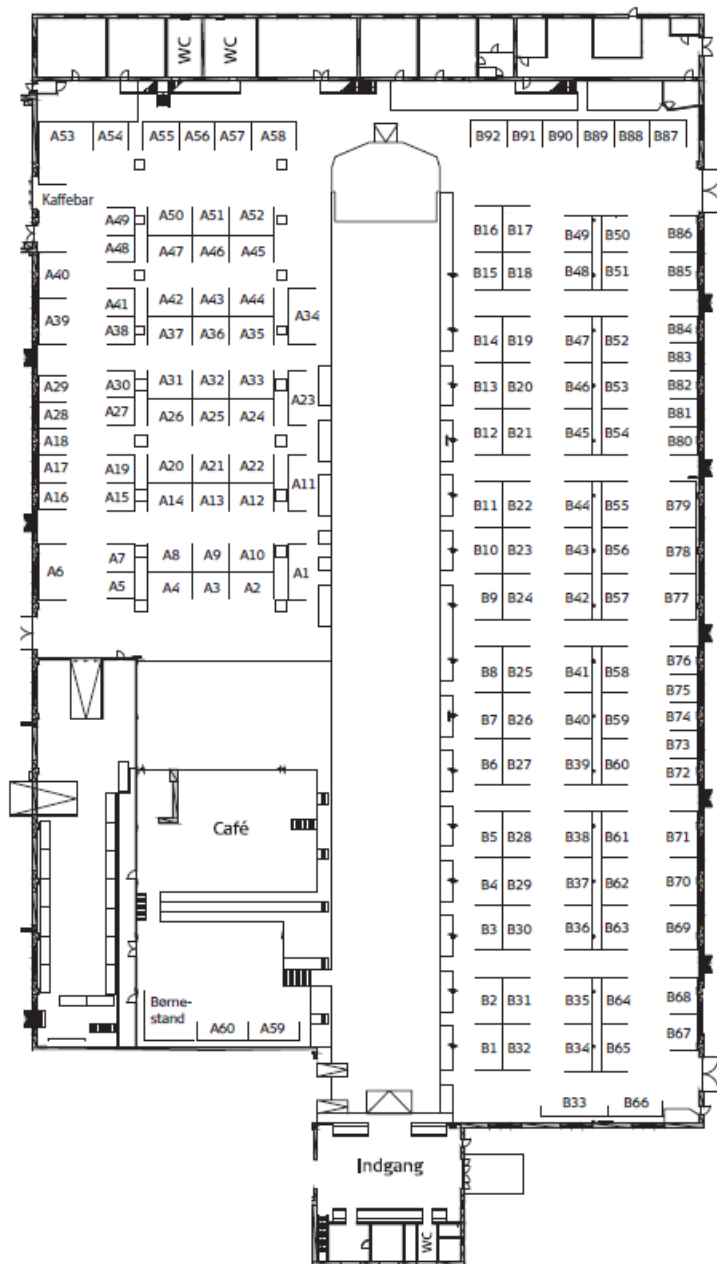 WC WC
A53 A54 A55 A56 A57 A58
B92 B91 B90 B89 B88 B87
Kaffebar
A49 A50 A51 A52
A48 A47 A46 A45
A40
A41 A42 A43 A44 A34
A39 A38 A37 A36 A35
A29 A30 A31 A32 A33 A23
A28 A27 A26 A25 A24
A18
A17 A19 A20 A21 A22 A11
A16 A15 A14 A13 A12
A6 A7 A8 A9 A10 A1
A5 A4 A3 A2
B16 B17 B49 B50 B86
B15 B18 B48 B51 B85
B14 B19 B47 B52 B84
B83
B13 B20 B46 B53 B82
B81
B12 B21 B45 B54 B80
B11 B22 B44 B55 B79
B10 B23 B43 B56 B78
B9 B24 B42 B57 B77
B8 B25 B41 B58 B76
B75
B7 B26 B40 B59 B74
B73
B6 B27 B39 B60 B72
B5 B28 B38 B61 B71
B4 B29 B37 B62 B70
B3 B30 B36 B63 B69
B2 B31 B35 B64 B68
B1 B32 B34 B65 B67
B33 B66
Café
Børne-
stand
A60 A59
Indgang
WC